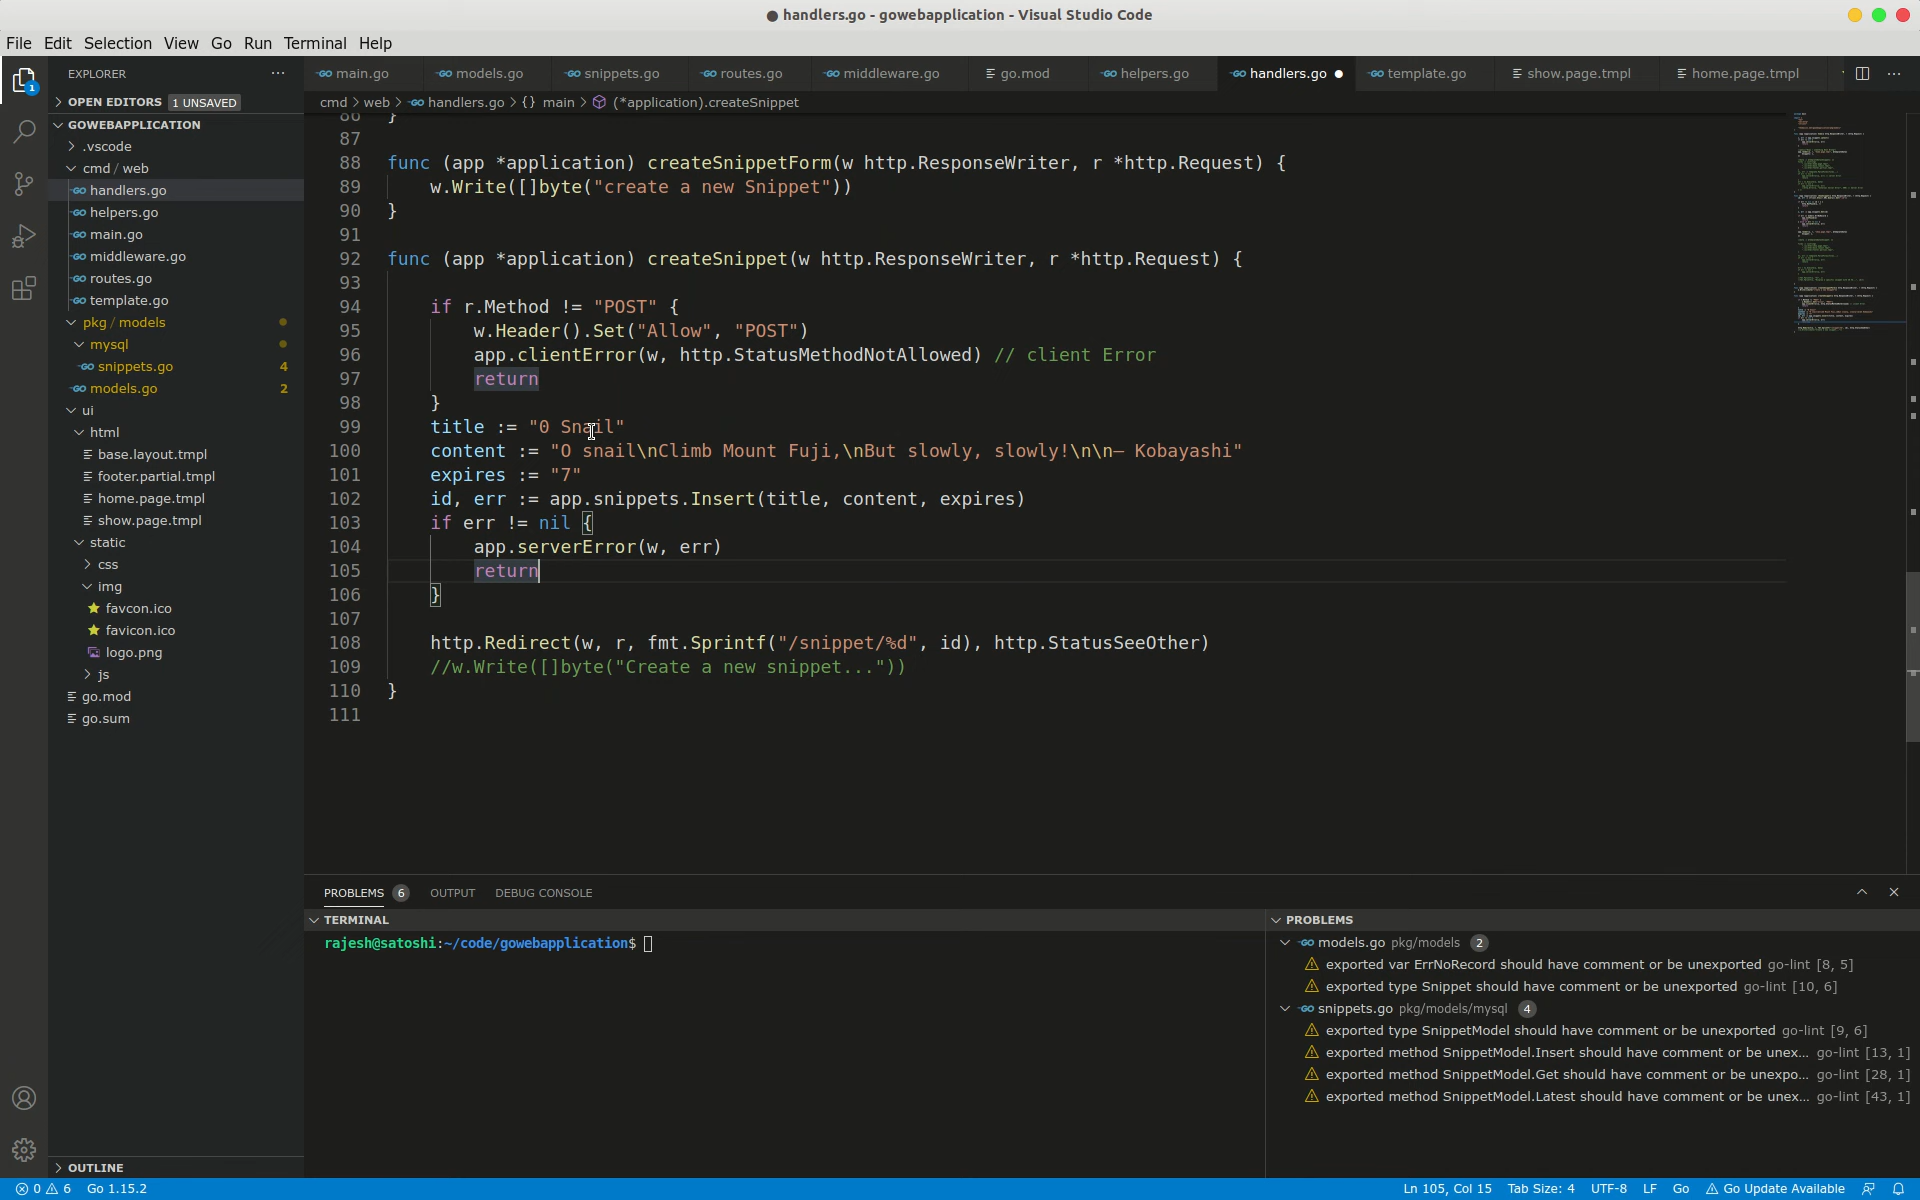 ● handlers.go - gowebapplication - Visual Studio Code
File Edit Selection View Go Run Terminal Help
EXPLORER ···
main.go models.go snippets.go routes.go middleware.go go.mod helpers.go handlers.go ● template.go show.page.tmpl home.page.tmpl ···
OPEN EDITORS 1 UNSAVED
cmd > web > handlers.go > {} main > (*application).createSnippet
GOWEBAPPLICATION
.vscode
cmd / web
handlers.go
helpers.go
main.go
middleware.go
routes.go
template.go
pkg / models
mysql
snippets.go 4
models.go 2
ui
html
base.layout.tmpl
footer.partial.tmpl
home.page.tmpl
show.page.tmpl
static
css
img
favcon.ico
favicon.ico
logo.png
js
go.mod
go.sum
OUTLINE
86 }
87
88 func (app *application) createSnippetForm(w http.ResponseWriter, r *http.Request) {
89 w.Write([]byte("create a new Snippet"))
90 }
91
92 func (app *application) createSnippet(w http.ResponseWriter, r *http.Request) {
93
94 if r.Method != "POST" {
95 w.Header().Set("Allow", "POST")
96 app.clientError(w, http.StatusMethodNotAllowed) // client Error
97 return
98 }
99 title := "0 Snail"
100 content := "O snail\nClimb Mount Fuji,\nBut slowly, slowly!\n\n– Kobayashi"
101 expires := "7"
102 id, err := app.snippets.Insert(title, content, expires)
103 if err != nil {
104 app.serverError(w, err)
105 return
106 }
107
108 http.Redirect(w, r, fmt.Sprintf("/snippet/%d", id), http.StatusSeeOther)
109 //w.Write([]byte("Create a new snippet..."))
110 }
111
PROBLEMS 6 OUTPUT DEBUG CONSOLE
TERMINAL
rajesh@satoshi:~/code/gowebapplication$
PROBLEMS
models.go pkg/models 2
exported var ErrNoRecord should have comment or be unexported go-lint [8, 5]
exported type Snippet should have comment or be unexported go-lint [10, 6]
snippets.go pkg/models/mysql 4
exported type SnippetModel should have comment or be unexported go-lint [9, 6]
exported method SnippetModel.Insert should have comment or be unex... go-lint [13, 1]
exported method SnippetModel.Get should have comment or be unexpo... go-lint [28, 1]
exported method SnippetModel.Latest should have comment or be unex... go-lint [43, 1]
0 6 Go 1.15.2 Ln 105, Col 15 Tab Size: 4 UTF-8 LF Go Go Update Available